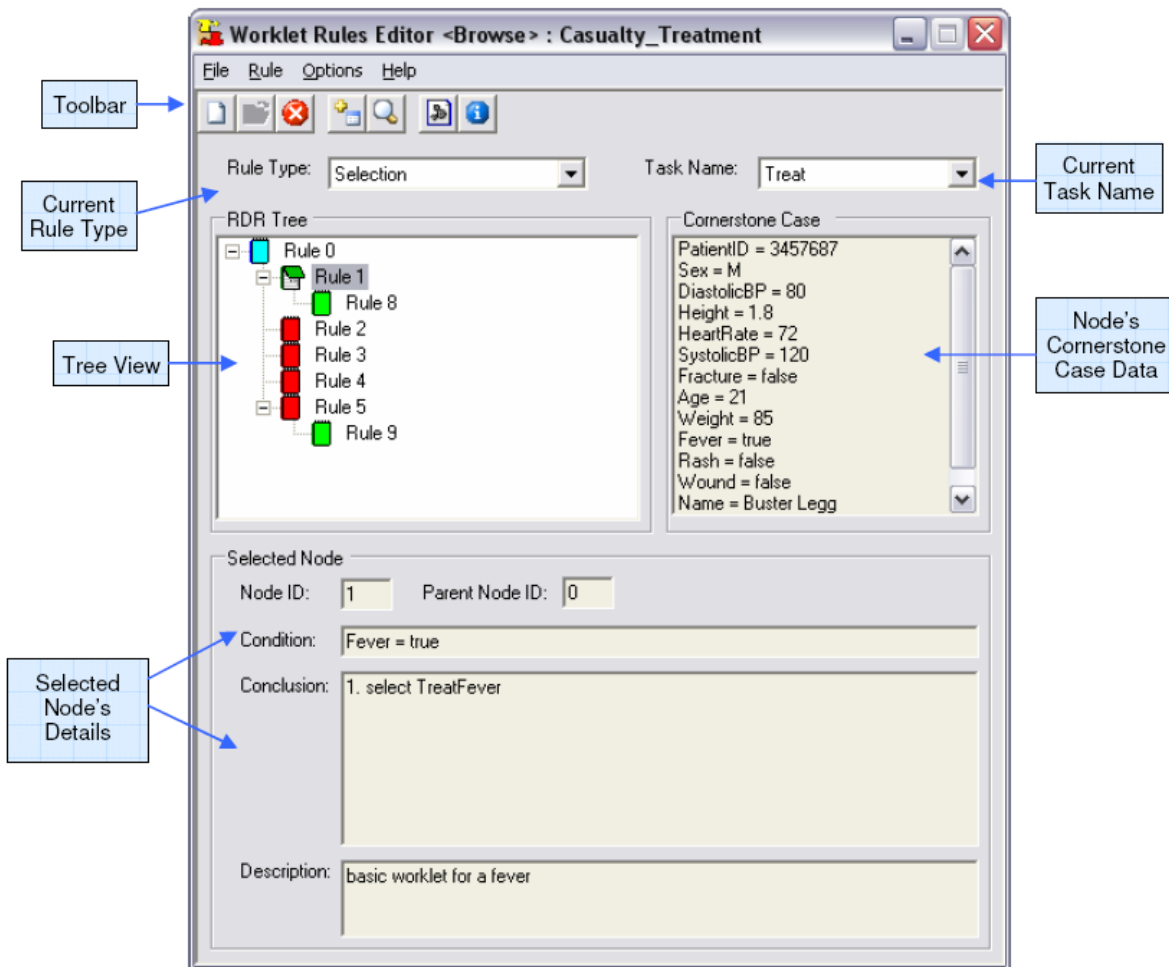 Worklet Rules Editor <Browse> : Casualty_Treatment
File Rule Options Help
Toolbar
Rule Type: Selection
Task Name: Treat
Current
Rule Type
Current
Task Name
RDR Tree
Rule 0
Rule 1
Rule 8
Rule 2
Rule 3
Rule 4
Rule 5
Rule 9
Tree View
Cornerstone Case
PatientID = 3457687
Sex = M
DiastolicBP = 80
Height = 1.8
HeartRate = 72
SystolicBP = 120
Fracture = false
Age = 21
Weight = 85
Fever = true
Rash = false
Wound = false
Name = Buster Legg
Node's
Cornerstone
Case Data
Selected Node
Node ID: 1 Parent Node ID: 0
Condition: Fever = true
Conclusion: 1. select TreatFever
Selected
Node's
Details
Description: basic worklet for a fever